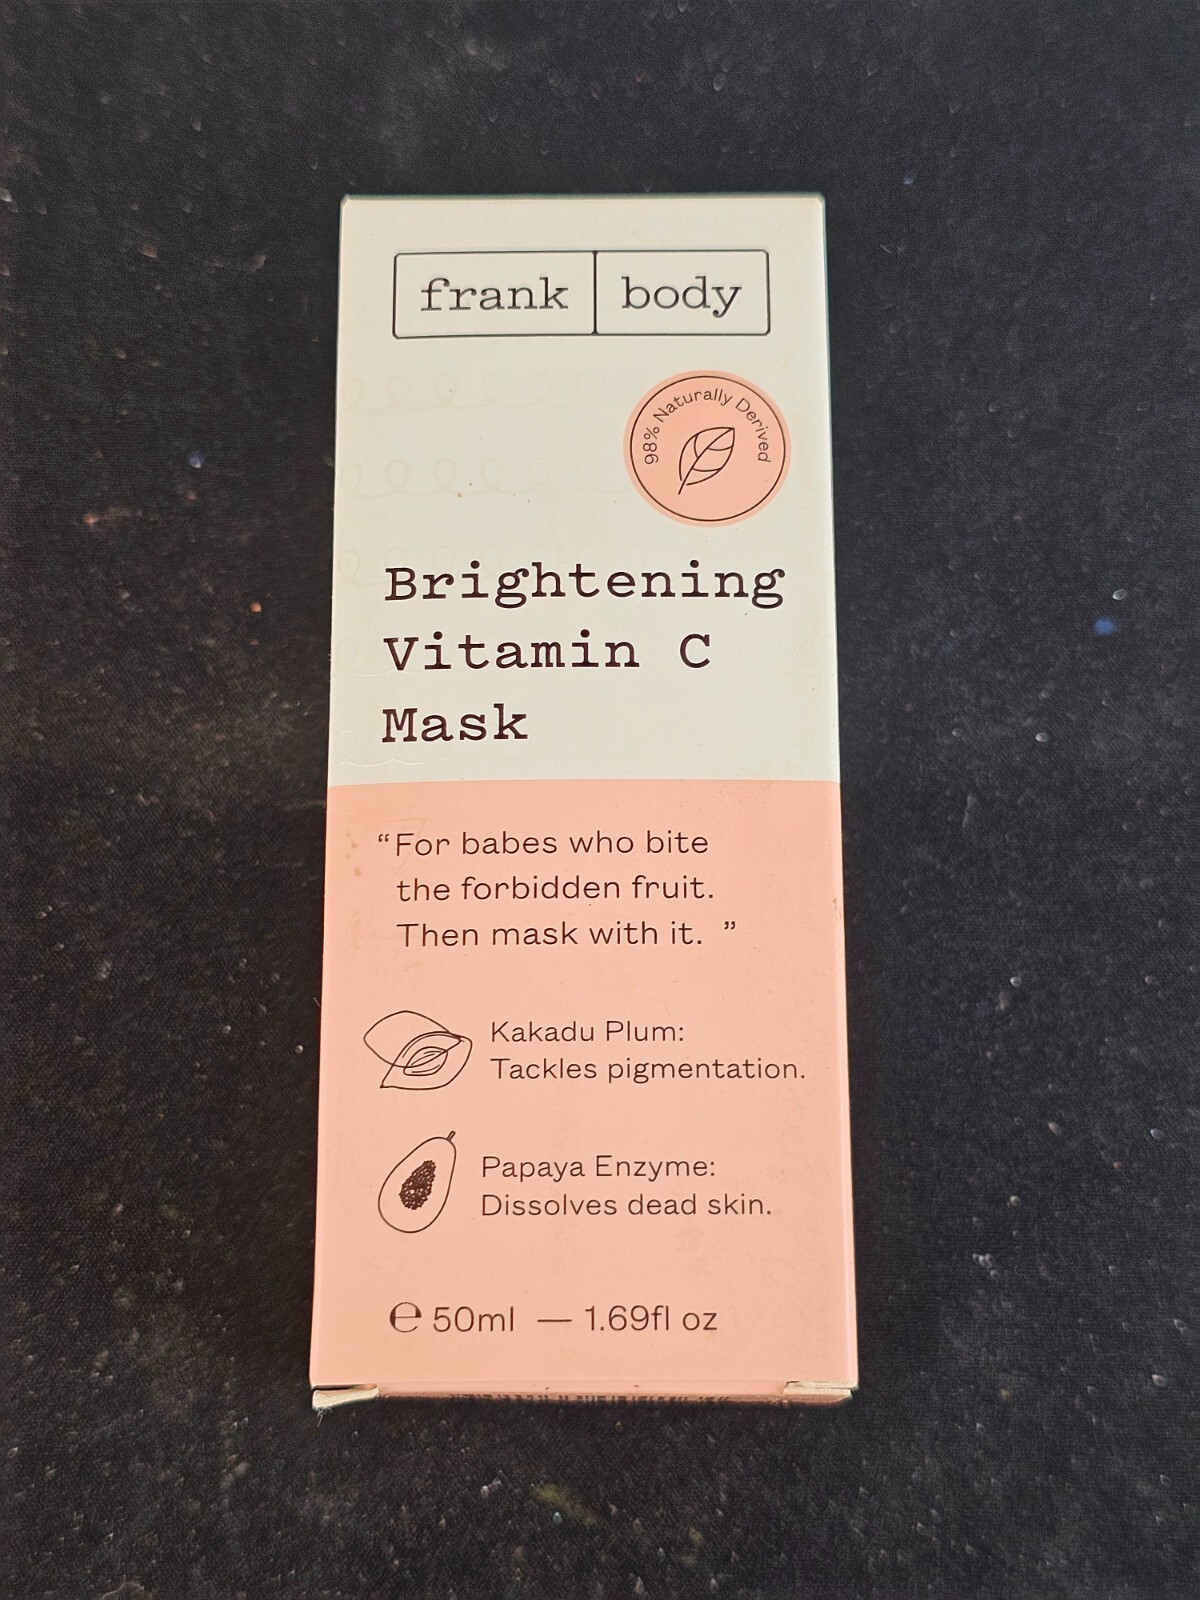 frank body
98% Naturally Derived
Brightening
Vitamin C
Mask
“For babes who bite
the forbidden fruit.
Then mask with it. ”
Kakadu Plum:
Tackles pigmentation.
Papaya Enzyme:
Dissolves dead skin.
℮ 50ml — 1.69fl oz